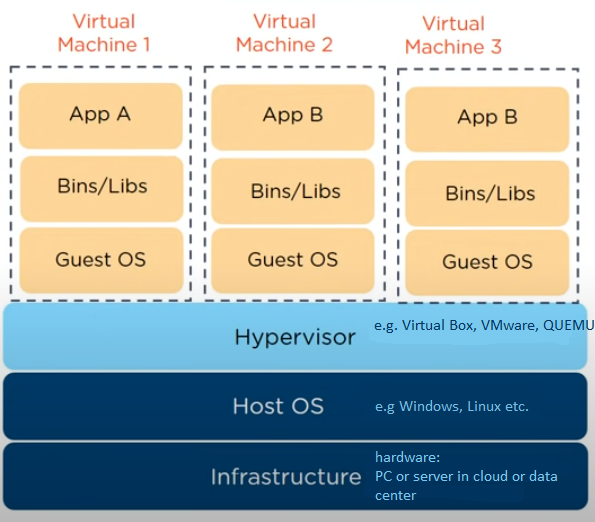 Virtual
Machine 1
Virtual
Machine 2
Virtual
Machine 3
App A
App B
App B
Bins/Libs
Bins/Libs
Bins/Libs
Guest OS
Guest OS
Guest OS
Hypervisor
e.g. Virtual Box, VMware, QUEMU
Host OS
e.g Windows, Linux etc.
Infrastructure
hardware:
PC or server in cloud or data
center